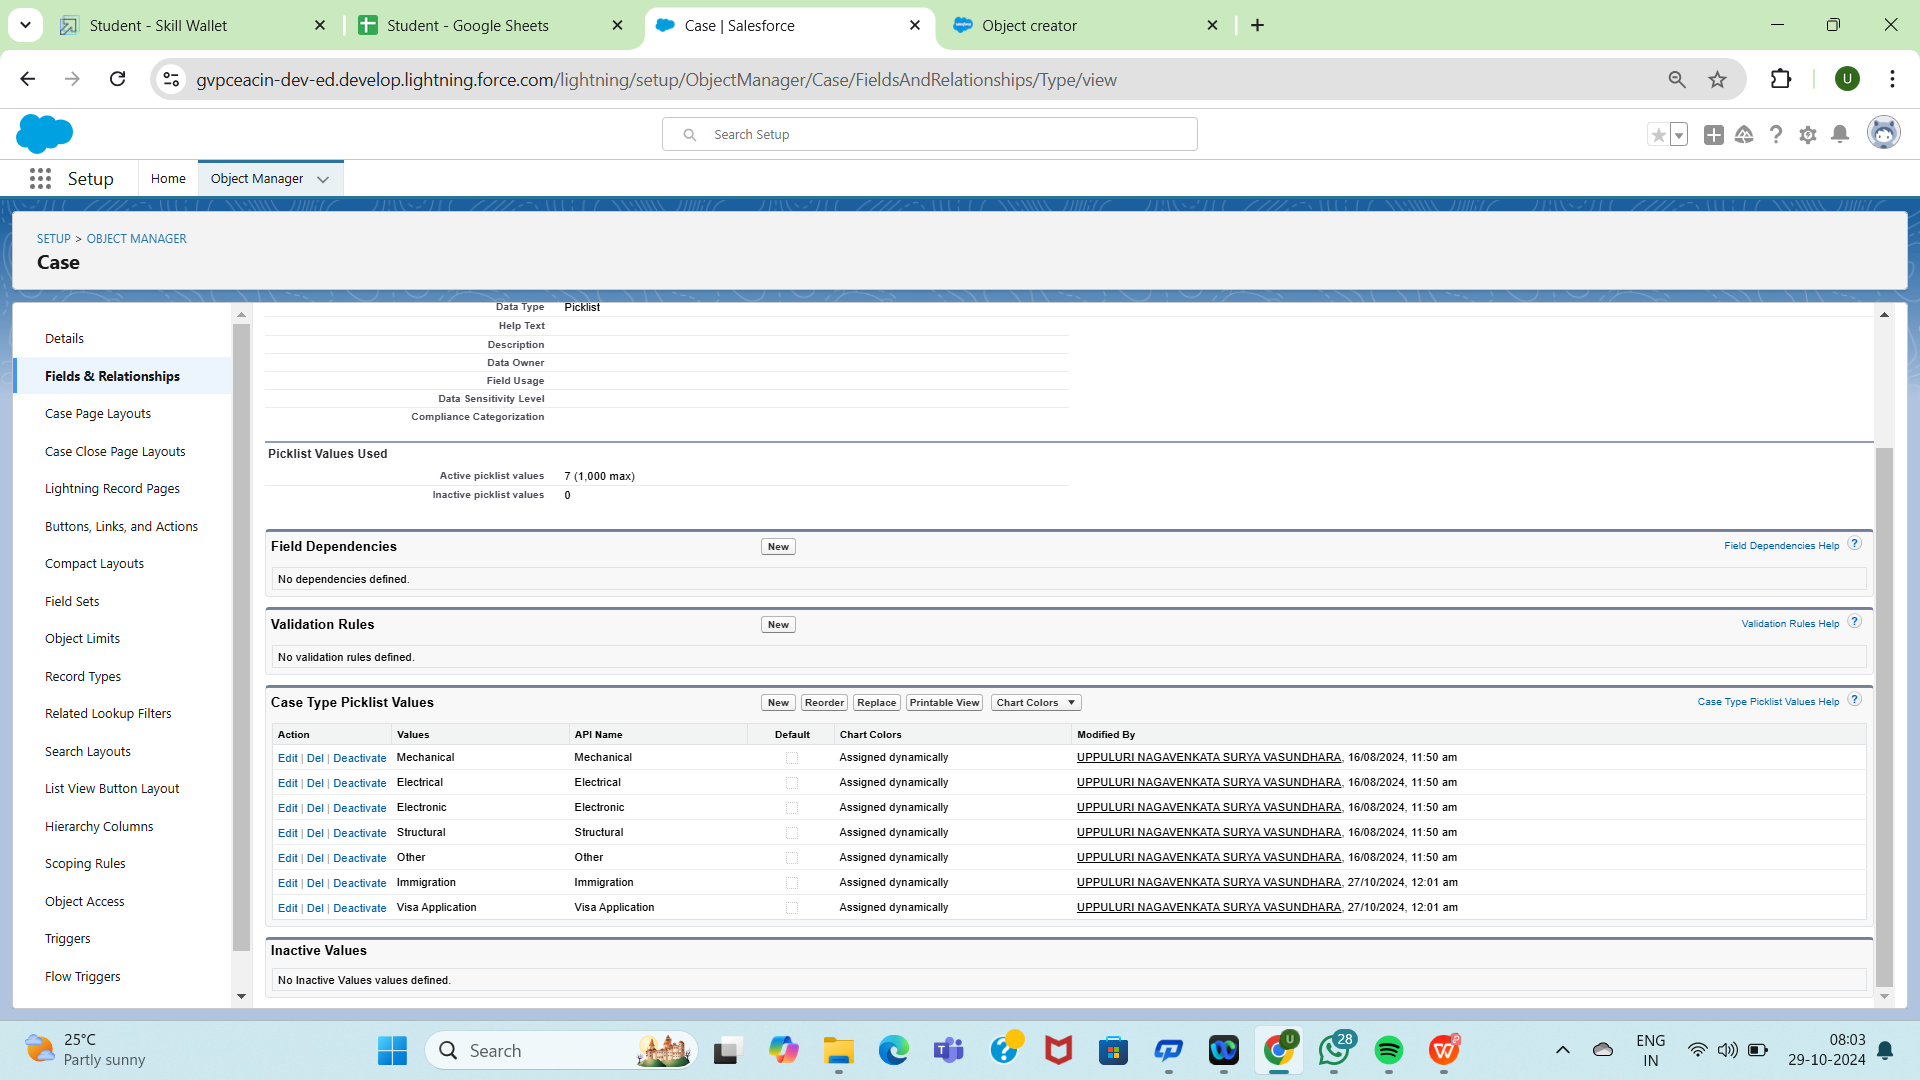 Student - Skill Wallet
Student - Google Sheets
Case | Salesforce
Object creator
gvpceacin-dev-ed.develop.lightning.force.com/lightning/setup/ObjectManager/Case/FieldsAndRelationships/Type/view
U
Search Setup
Setup
Home
Object Manager
SETUP > OBJECT MANAGER
Case
Details
Fields & Relationships
Case Page Layouts
Case Close Page Layouts
Lightning Record Pages
Buttons, Links, and Actions
Compact Layouts
Field Sets
Object Limits
Record Types
Related Lookup Filters
Search Layouts
List View Button Layout
Hierarchy Columns
Scoping Rules
Object Access
Triggers
Flow Triggers
Data Type Picklist
Help Text
Description
Data Owner
Field Usage
Data Sensitivity Level
Compliance Categorization
Picklist Values Used
Active picklist values 7 (1,000 max)
Inactive picklist values 0
Field Dependencies New Field Dependencies Help ?
No dependencies defined.
Validation Rules New Validation Rules Help ?
No validation rules defined.
Case Type Picklist Values New Reorder Replace Printable View Chart Colors Case Type Picklist Values Help ?
Action Values API Name Default Chart Colors Modified By
Edit | Del | Deactivate Mechanical Mechanical Assigned dynamically UPPULURI NAGAVENKATA SURYA VASUNDHARA, 16/08/2024, 11:50 am
Edit | Del | Deactivate Electrical Electrical Assigned dynamically UPPULURI NAGAVENKATA SURYA VASUNDHARA, 16/08/2024, 11:50 am
Edit | Del | Deactivate Electronic Electronic Assigned dynamically UPPULURI NAGAVENKATA SURYA VASUNDHARA, 16/08/2024, 11:50 am
Edit | Del | Deactivate Structural Structural Assigned dynamically UPPULURI NAGAVENKATA SURYA VASUNDHARA, 16/08/2024, 11:50 am
Edit | Del | Deactivate Other Other Assigned dynamically UPPULURI NAGAVENKATA SURYA VASUNDHARA, 16/08/2024, 11:50 am
Edit | Del | Deactivate Immigration Immigration Assigned dynamically UPPULURI NAGAVENKATA SURYA VASUNDHARA, 27/10/2024, 12:01 am
Edit | Del | Deactivate Visa Application Visa Application Assigned dynamically UPPULURI NAGAVENKATA SURYA VASUNDHARA, 27/10/2024, 12:01 am
Inactive Values
No Inactive Values values defined.
25°C
Partly sunny
Search
U
28
ENG
IN
08:03
29-10-2024